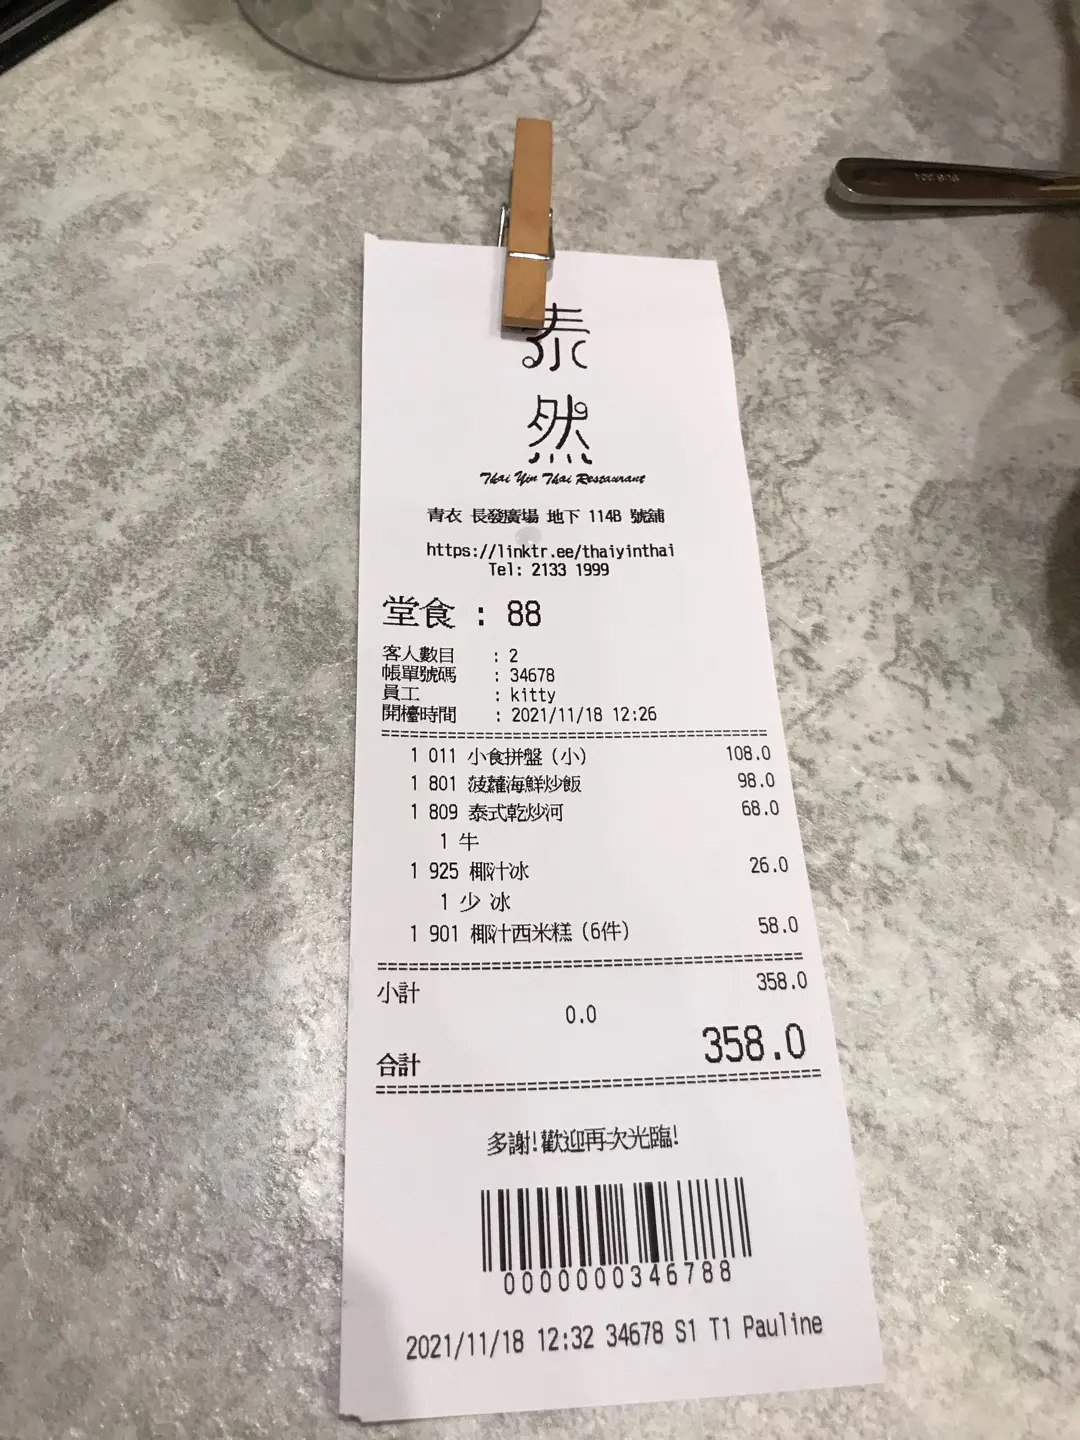 泰
然
Thai Yin Thai Restaurant
青衣 長發廣場 地下 114B 號舖
https://linktr.ee/thaiyinthai
Tel: 2133 1999
堂食 : 88
客人數目 : 2
帳單號碼 : 34678
員工 : kitty
開檯時間 : 2021/11/18 12:26
1 011 小食拼盤(小) 108.0
1 801 菠蘿海鮮炒飯 98.0
1 809 泰式乾炒河 68.0
1 牛
1 925 椰汁冰 26.0
1 少 冰
1 901 椰汁西米糕(6件) 58.0
小計 358.0
0.0
合計 358.0
多謝!歡迎再次光臨!
0000000346788
2021/11/18 12:32 34678 S1 T1 Pauline